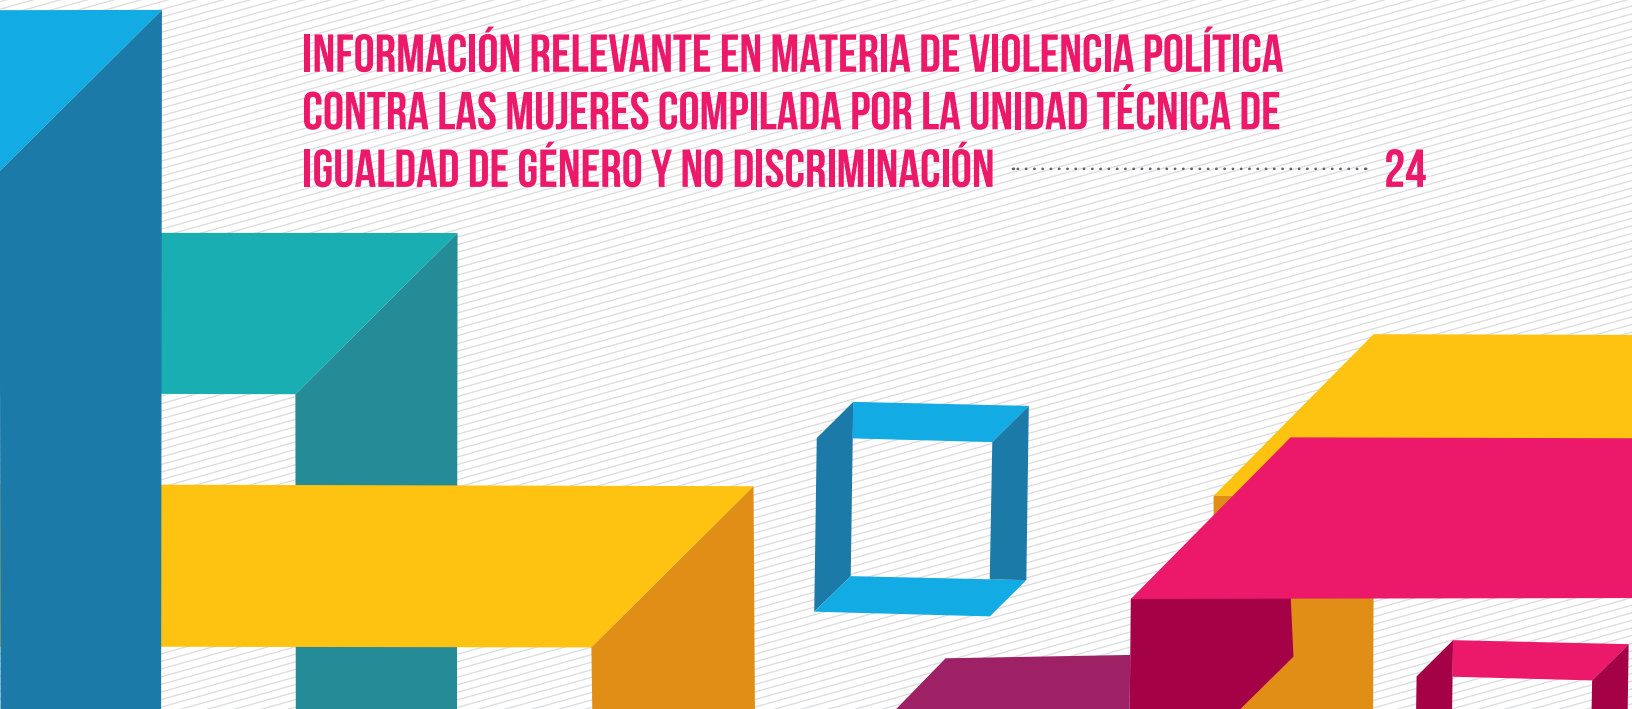 INFORMACIÓN RELEVANTE EN MATERIA DE VIOLENCIA POLÍTICA
CONTRA LAS MUJERES COMPILADA POR LA UNIDAD TÉCNICA DE
IGUALDAD DE GÉNERO Y NO DISCRIMINACIÓN 24